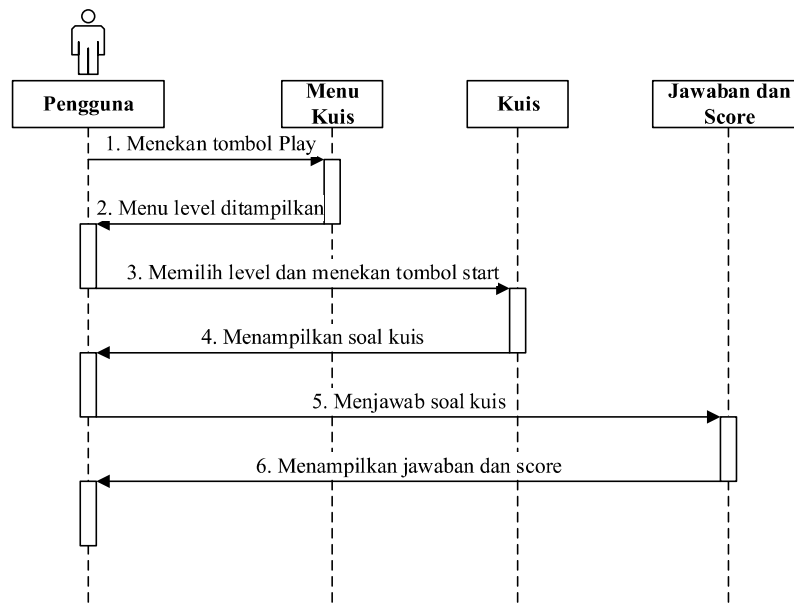 Pengguna
Menu
Kuis
Kuis
Jawaban dan
Score
1. Menekan tombol Play
2. Menu level ditampilkan
3. Memilih level dan menekan tombol start
4. Menampilkan soal kuis
5. Menjawab soal kuis
6. Menampilkan jawaban dan score